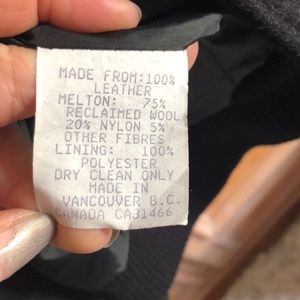 MADE FROM:100%
LEATHER
MELTON: 75%
RECLAIMED WOOL
20% NYLON 5%
OTHER FIBRES
LINING: 100%
POLYESTER
DRY CLEAN ONLY
MADE IN
VANCOUVER B.C.
CANADA CA31466